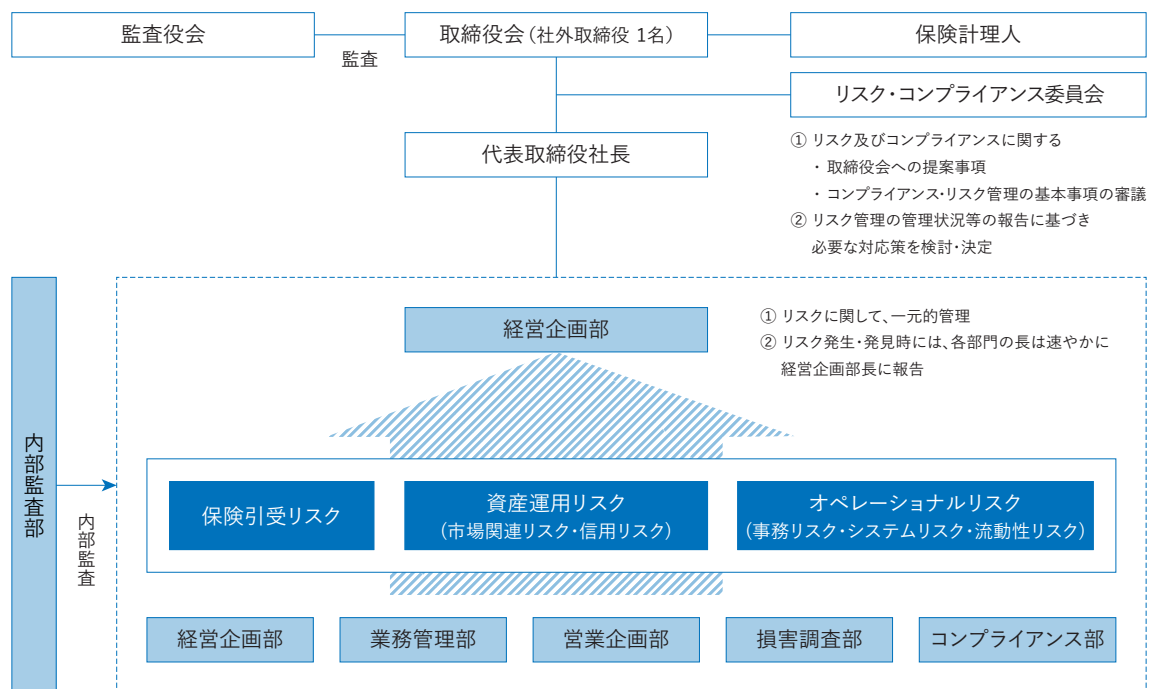 監査役会
監査
取締役会（社外取締役 1名）
保険計理人
リスク・コンプライアンス委員会
① リスク及びコンプライアンスに関する
・ 取締役会への提案事項
・ コンプライアンス・リスク管理の基本事項の審議
② リスク管理の管理状況等の報告に基づき
必要な対応策を検討・決定
代表取締役社長
内部監査部
内部監査
経営企画部
① リスクに関して、一元的管理
② リスク発生・発見時には、各部門の長は速やかに
経営企画部長に報告
保険引受リスク
資産運用リスク
（市場関連リスク・信用リスク）
オペレーショナルリスク
（事務リスク・システムリスク・流動性リスク）
経営企画部
業務管理部
営業企画部
損害調査部
コンプライアンス部